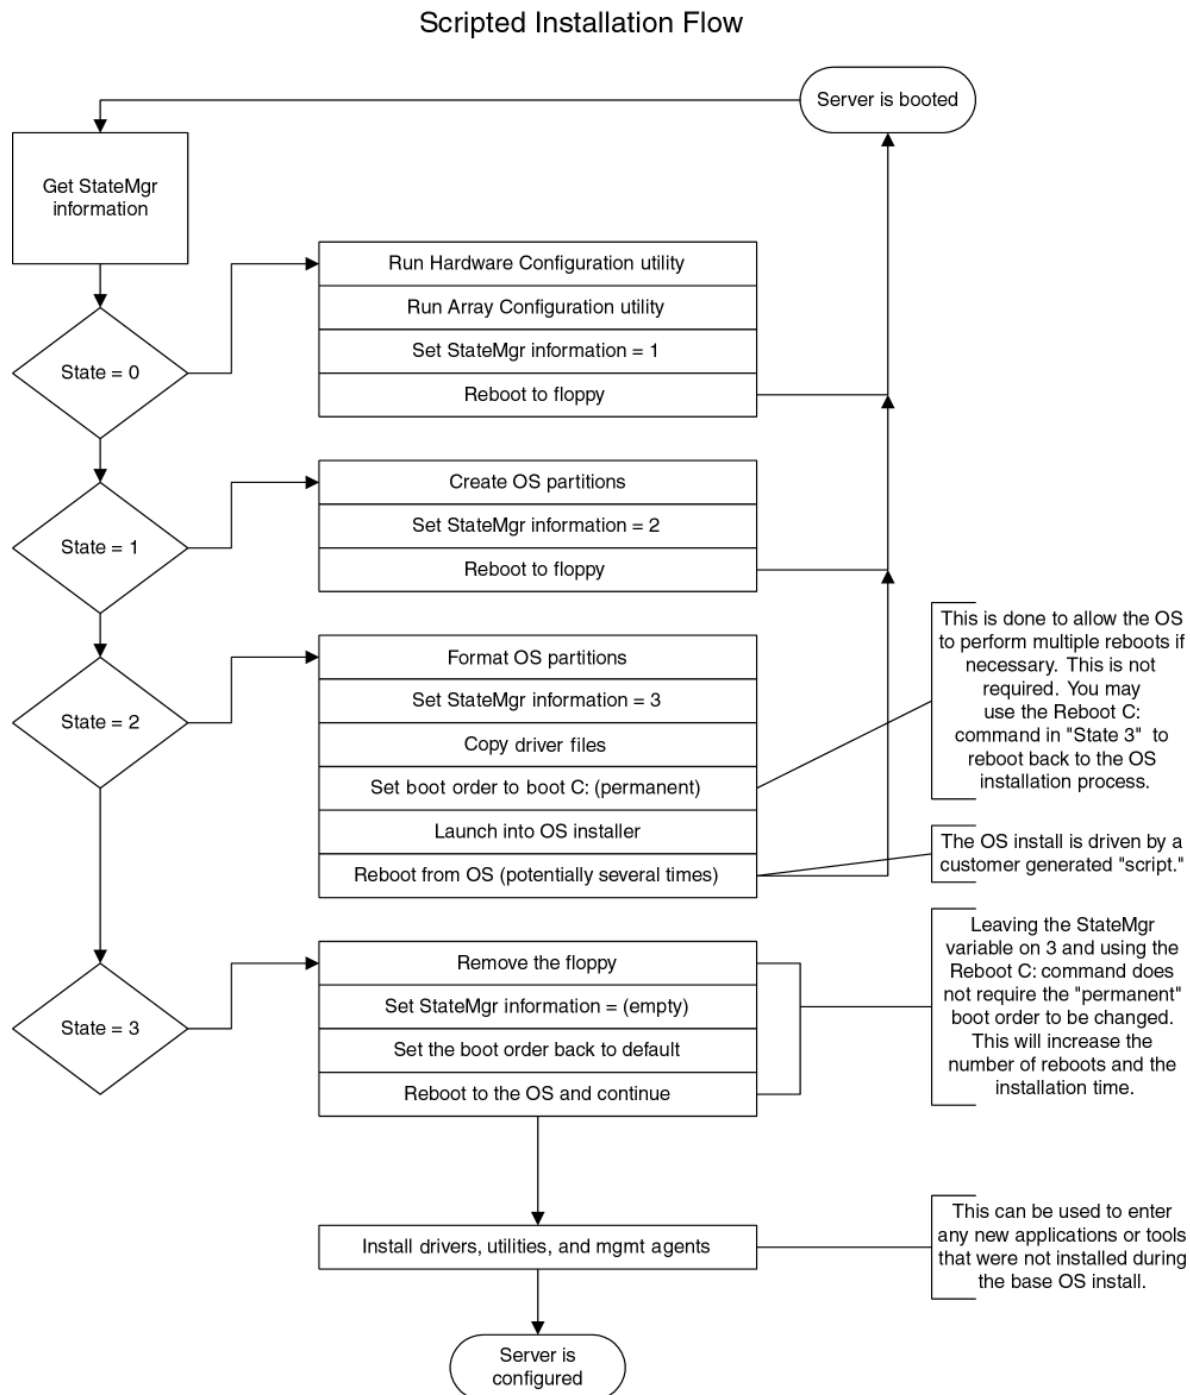 Scripted Installation Flow
Server is booted
Get StateMgr
information
State = 0
Run Hardware Configuration utility
Run Array Configuration utility
Set StateMgr information = 1
Reboot to floppy
State = 1
Create OS partitions
Set StateMgr information = 2
Reboot to floppy
State = 2
Format OS partitions
Set StateMgr information = 3
Copy driver files
Set boot order to boot C: (permanent)
Launch into OS installer
Reboot from OS (potentially several times)
This is done to allow the OS
to perform multiple reboots if
necessary. This is not
required. You may
use the Reboot C:
command in "State 3" to
reboot back to the OS
installation process.
The OS install is driven by a
customer generated "script."
State = 3
Remove the floppy
Set StateMgr information = (empty)
Set the boot order back to default
Reboot to the OS and continue
Leaving the StateMgr
variable on 3 and using the
Reboot C: command does
not require the "permanent"
boot order to be changed.
This will increase the
number of reboots and the
installation time.
Install drivers, utilities, and mgmt agents
This can be used to enter
any new applications or tools
that were not installed during
the base OS install.
Server is
configured